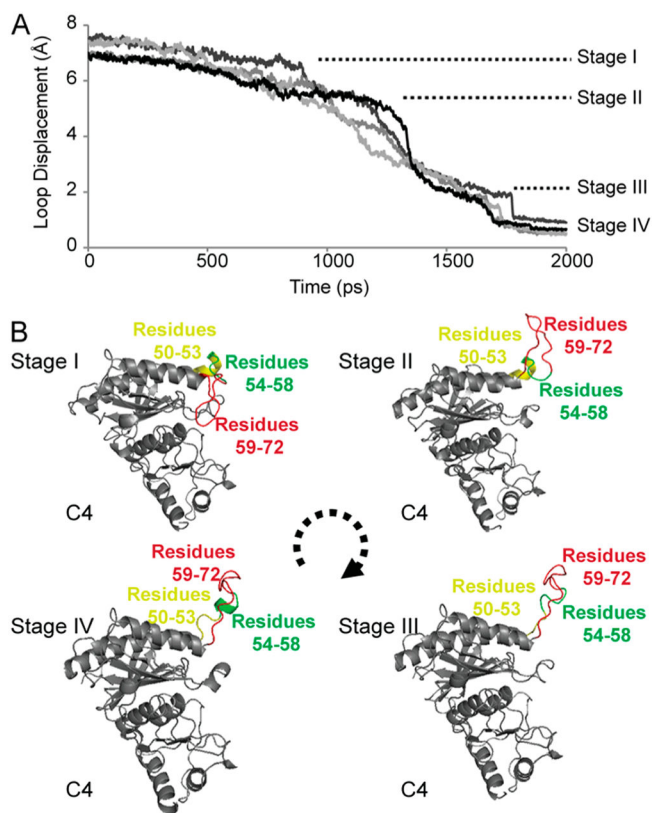 A
Loop Displacement (Å)
8
6
4
2
0
0
500
1000
1500
2000
Time (ps)
Stage I
Stage II
Stage III
Stage IV
B
Stage I
Residues
50-53
Residues
54-58
Residues
59-72
C4
Stage II
Residues
50-53
Residues
59-72
Residues
54-58
C4
Stage IV
Residues
59-72
Residues
50-53
Residues
54-58
C4
Residues
59-72
Residues
50-53
Residues
54-58
Stage III
C4